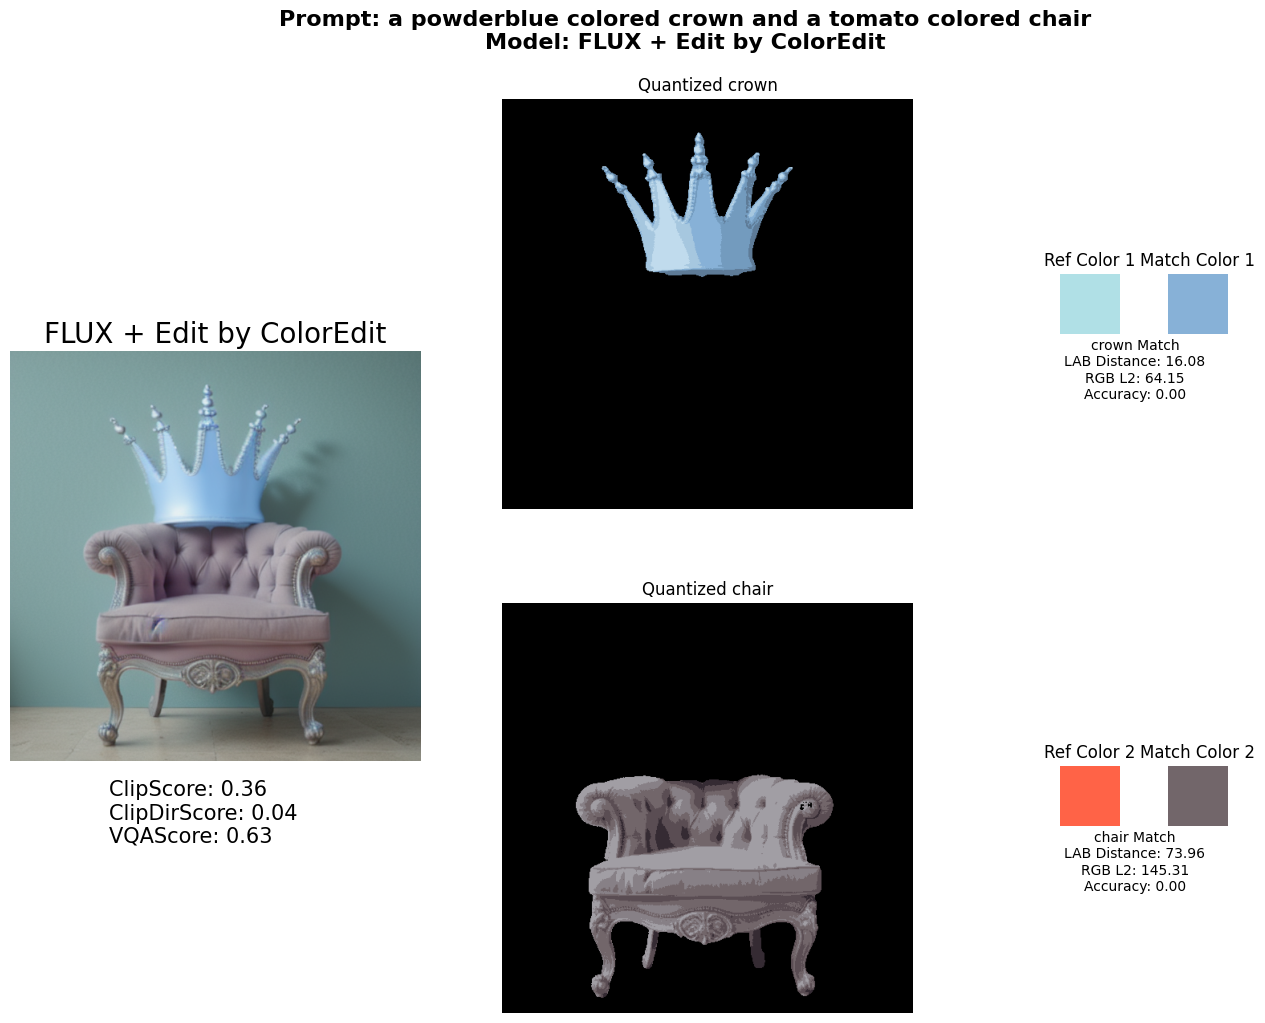 Prompt: a powderblue colored crown and a tomato colored chair
Model: FLUX + Edit by ColorEdit
Quantized crown
Ref Color 1 Match Color 1
crown Match
LAB Distance: 16.08
RGB L2: 64.15
Accuracy: 0.00
FLUX + Edit by ColorEdit
ClipScore: 0.36
ClipDirScore: 0.04
VQAScore: 0.63
Quantized chair
Ref Color 2 Match Color 2
chair Match
LAB Distance: 73.96
RGB L2: 145.31
Accuracy: 0.00